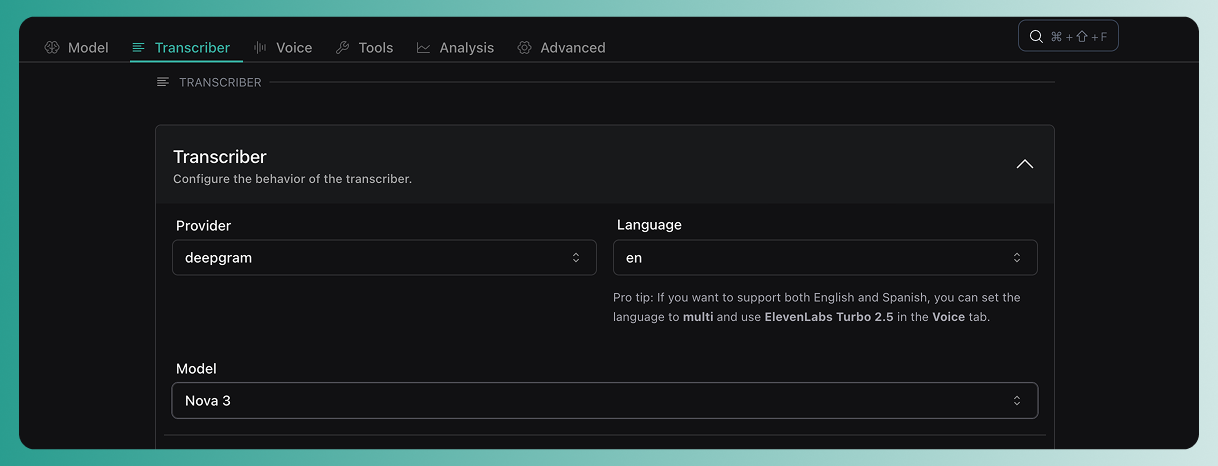 Model Transcriber Voice Tools Analysis Advanced ⌘ + ⇧ + F
TRANSCRIBER
Transcriber
Configure the behavior of the transcriber.
Provider Language
deepgram en
Pro tip: If you want to support both English and Spanish, you can set the
language to multi and use ElevenLabs Turbo 2.5 in the Voice tab.
Model
Nova 3